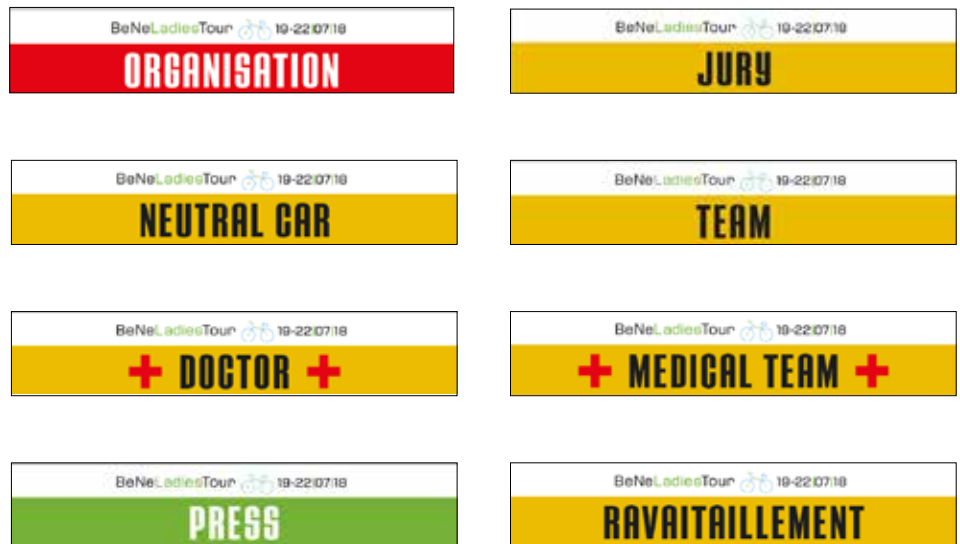 BeNeLadiesTour 19-22|07|18
ORGANISATION
BeNeLadiesTour 19-22|07|18
JURY
BeNeLadiesTour 19-22|07|18
NEUTRAL CAR
BeNeLadiesTour 19-22|07|18
TEAM
BeNeLadiesTour 19-22|07|18
DOCTOR
BeNeLadiesTour 19-22|07|18
MEDICAL TEAM
BeNeLadiesTour 19-22|07|18
PRESS
BeNeLadiesTour 19-22|07|18
RAVAITAILLEMENT